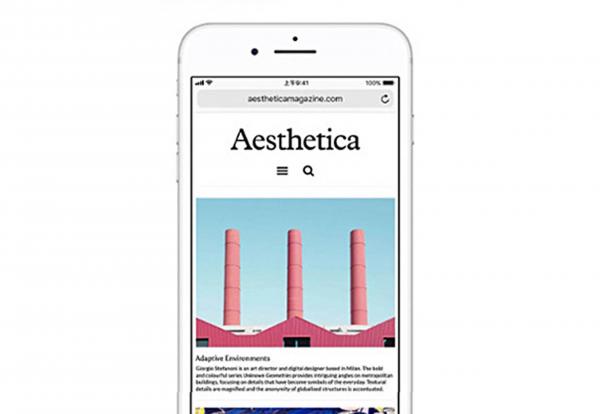 上午9:41
100%
aestheticamagazine.com
Aesthetica
Adaptive Environments
Giorgio Stefanoni is an art director and digital designer based in Milan. The bold
and colourful series Unknown Geometries provides intriguing angles on metropolitan
buildings, focusing on details that have become symbols of the everyday. Textural
details are magnified and the anonymity of globalised structures is accentuated.